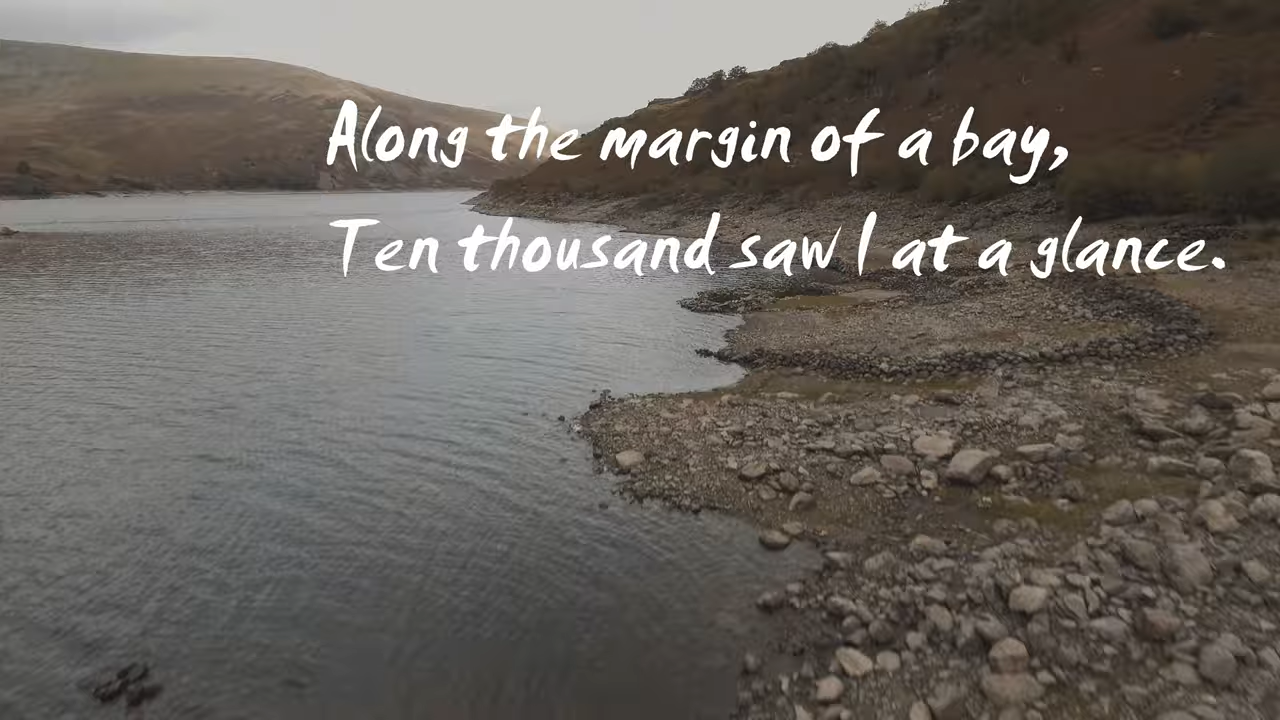 Along the margin of a bay,
Ten thousand saw I at a glance.